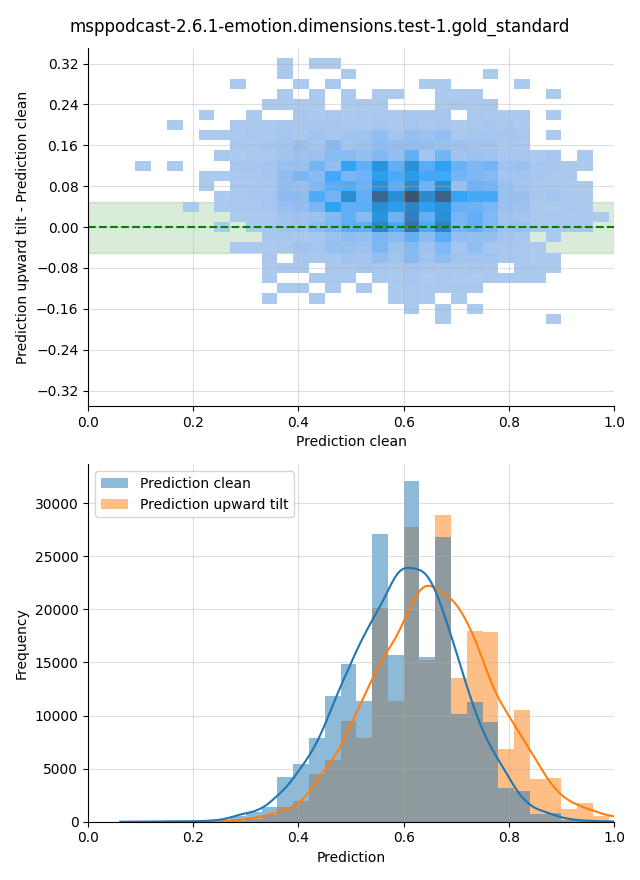 msppodcast-2.6.1-emotion.dimensions.test-1.gold_standard
Prediction upward tilt - Prediction clean
0.32
0.24
0.16
0.08
0.00
−0.08
−0.16
−0.24
−0.32
0.0 0.2 0.4 0.6 0.8 1.0
Prediction clean
Prediction clean
Prediction upward tilt
Frequency
30000
25000
20000
15000
10000
5000
0
0.0 0.2 0.4 0.6 0.8 1.0
Prediction